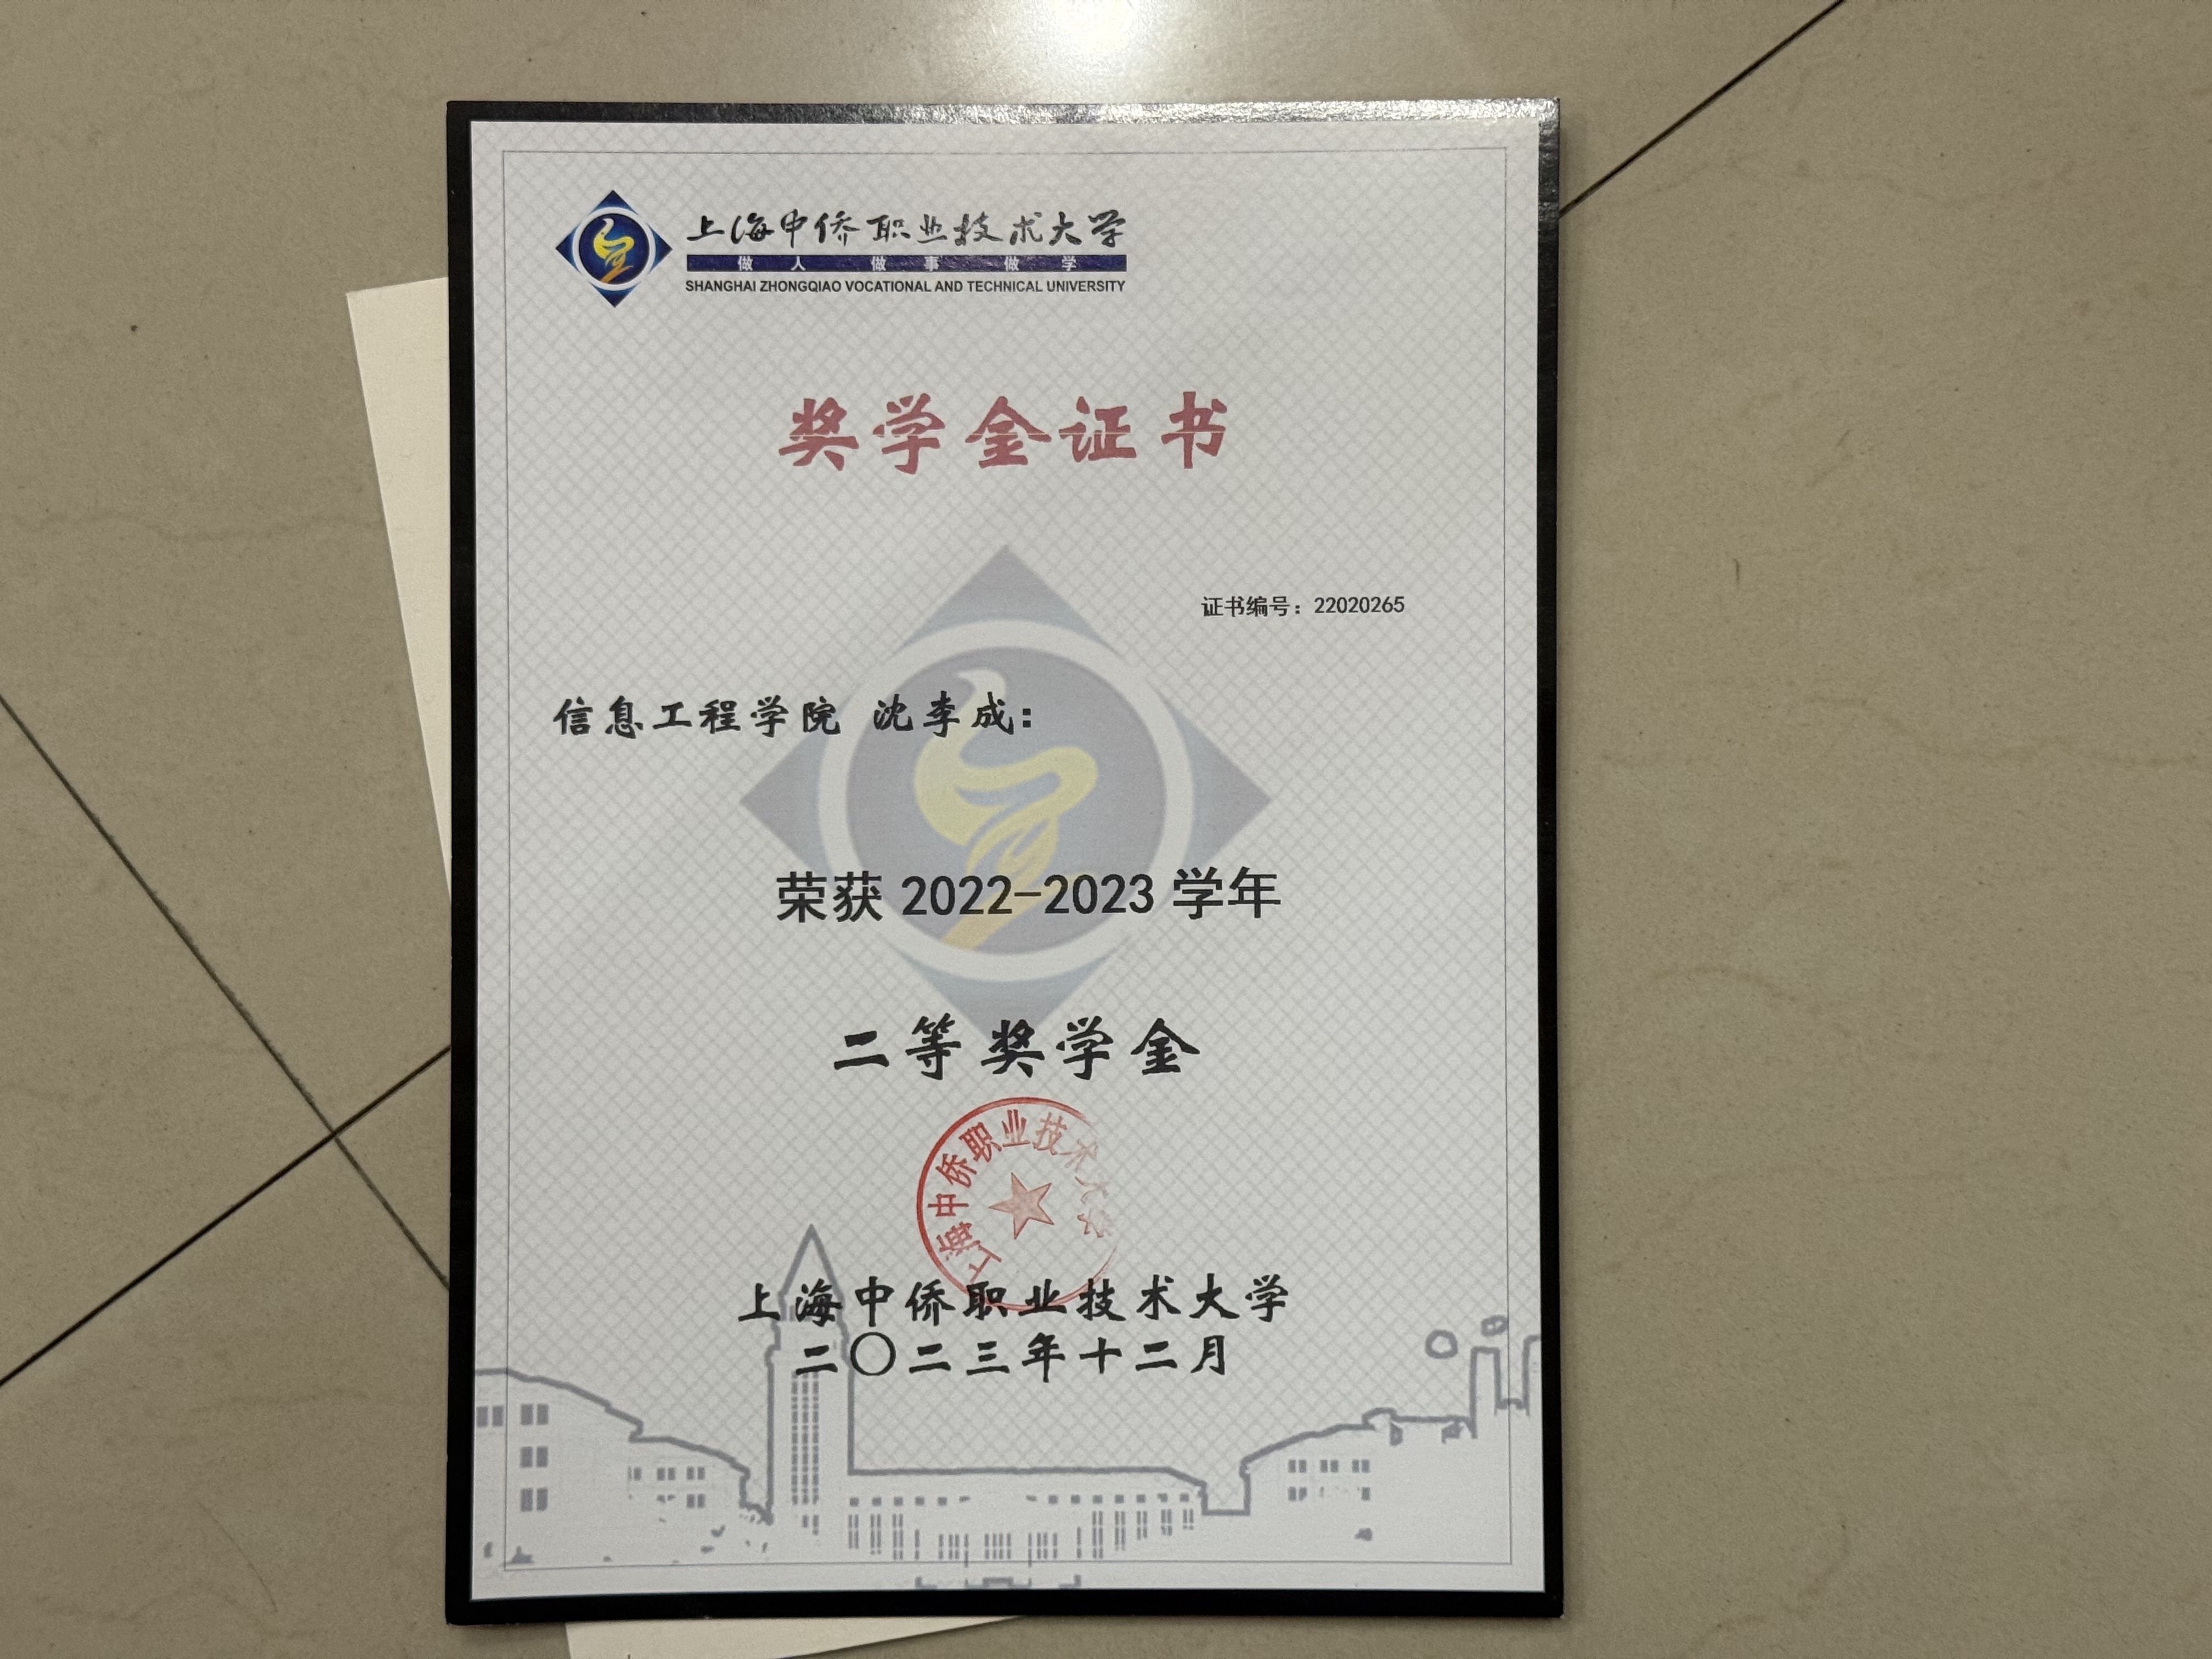 上海中侨职业技术大学
做人 做事 做学
SHANGHAI ZHONGQIAO VOCATIONAL AND TECHNICAL UNIVERSITY
奖学金证书
证书编号：22020265
信息工程学院 沈李成：
荣获 2022-2023 学年
二等奖学金
上海中侨职业技术大学
上海中侨职业技术大学
二〇二三年十二月